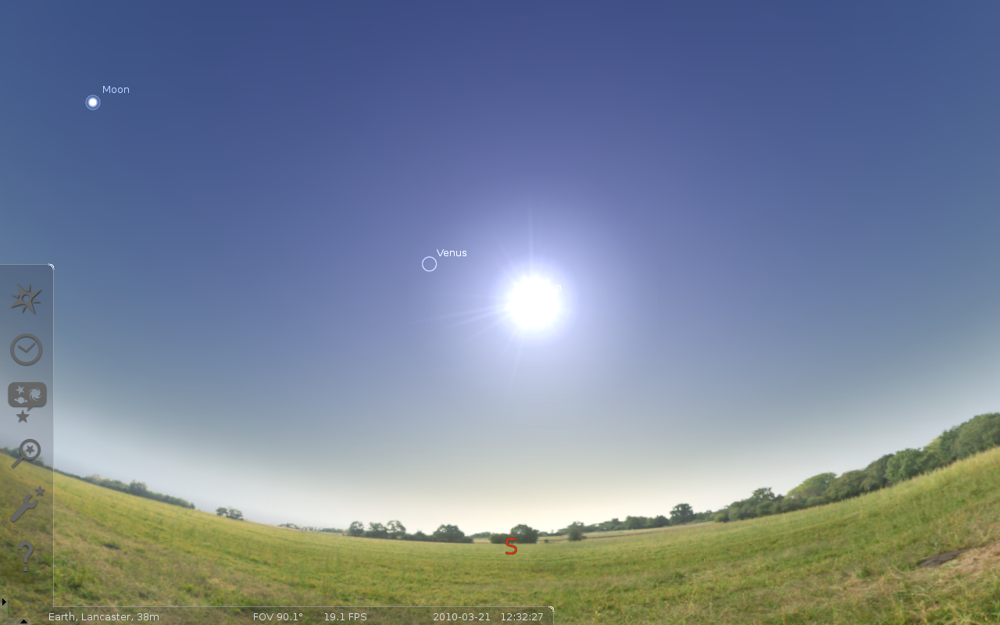 Moon
Venus
S
Earth, Lancaster, 38m FOV 90.1° 19.1 FPS 2010-03-21 12:32:27